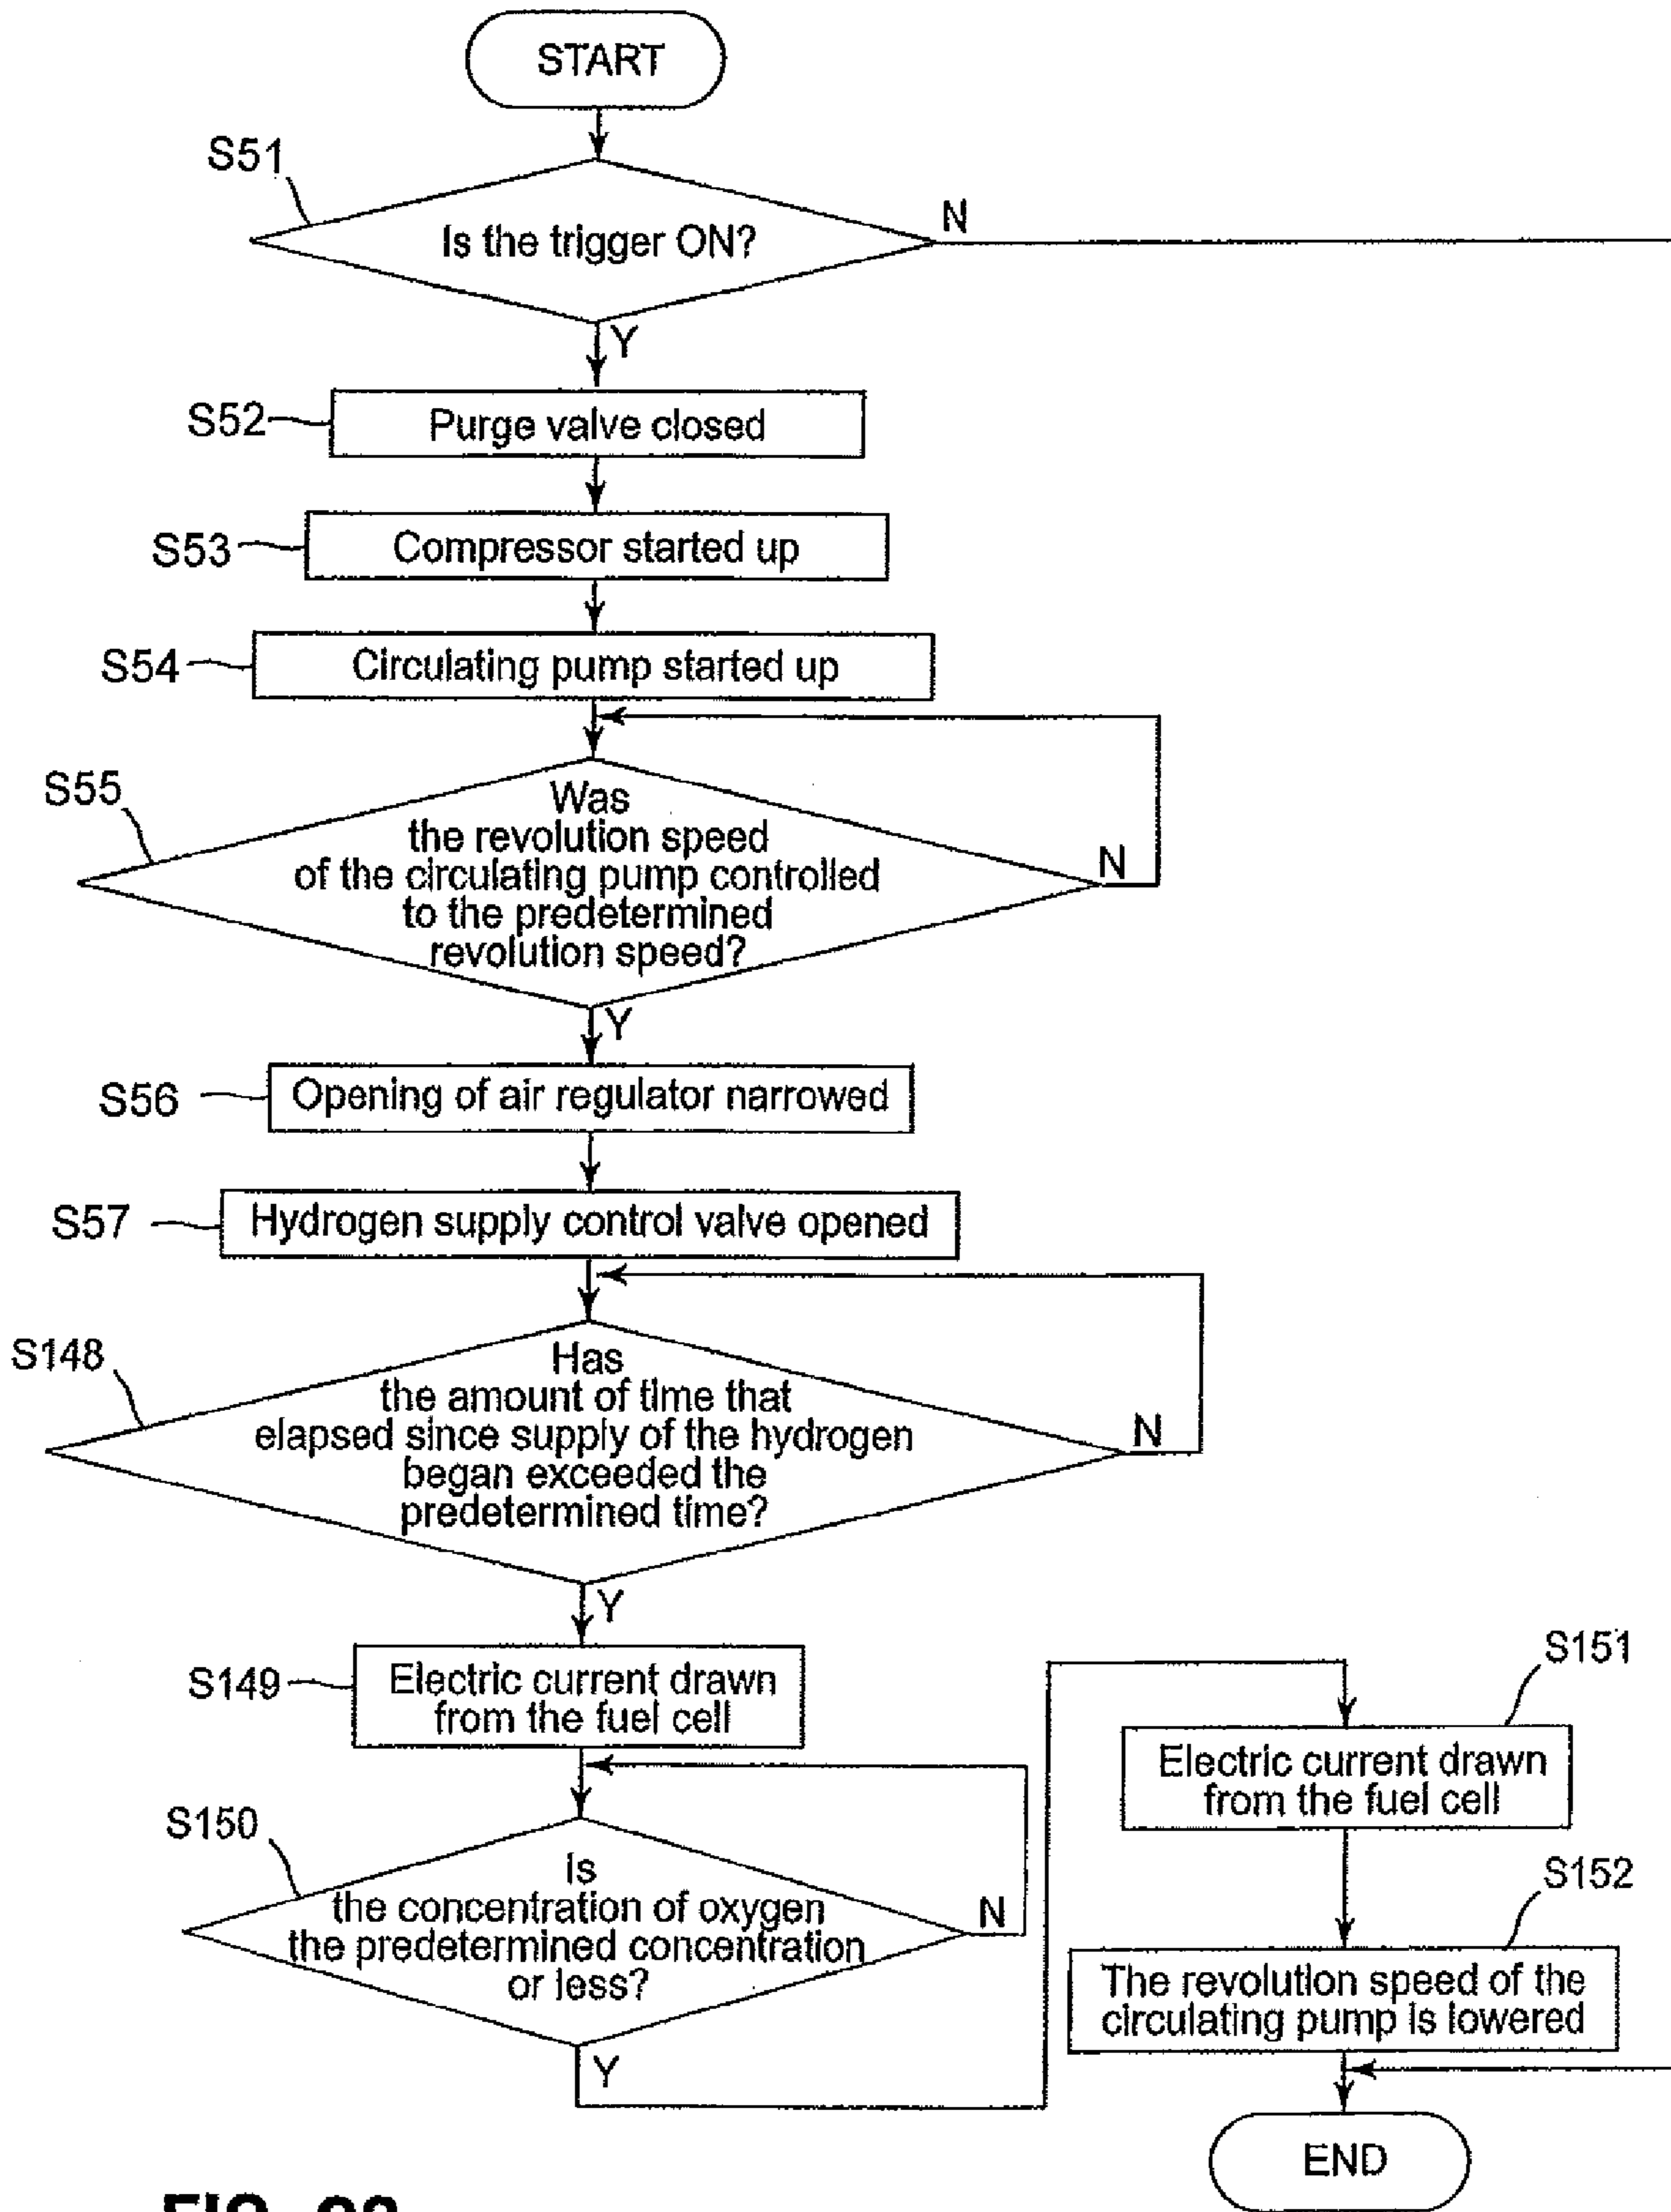 START
S51
Is the trigger ON?
N
Y
S52
Purge valve closed
S53
Compressor started up
S54
Circulating pump started up
S55
Was
the revolution speed
of the circulating pump controlled
to the predetermined
revolution speed?
N
Y
S56
Opening of air regulator narrowed
S57
Hydrogen supply control valve opened
S148
Has
the amount of time that
elapsed since supply of the hydrogen
began exceeded the
predetermined time?
N
Y
S149
Electric current drawn
from the fuel cell
S150
Is
the concentration of oxygen
the predetermined concentration
or less?
N
Y
S151
Electric current drawn
from the fuel cell
S152
The revolution speed of the
circulating pump is lowered
END